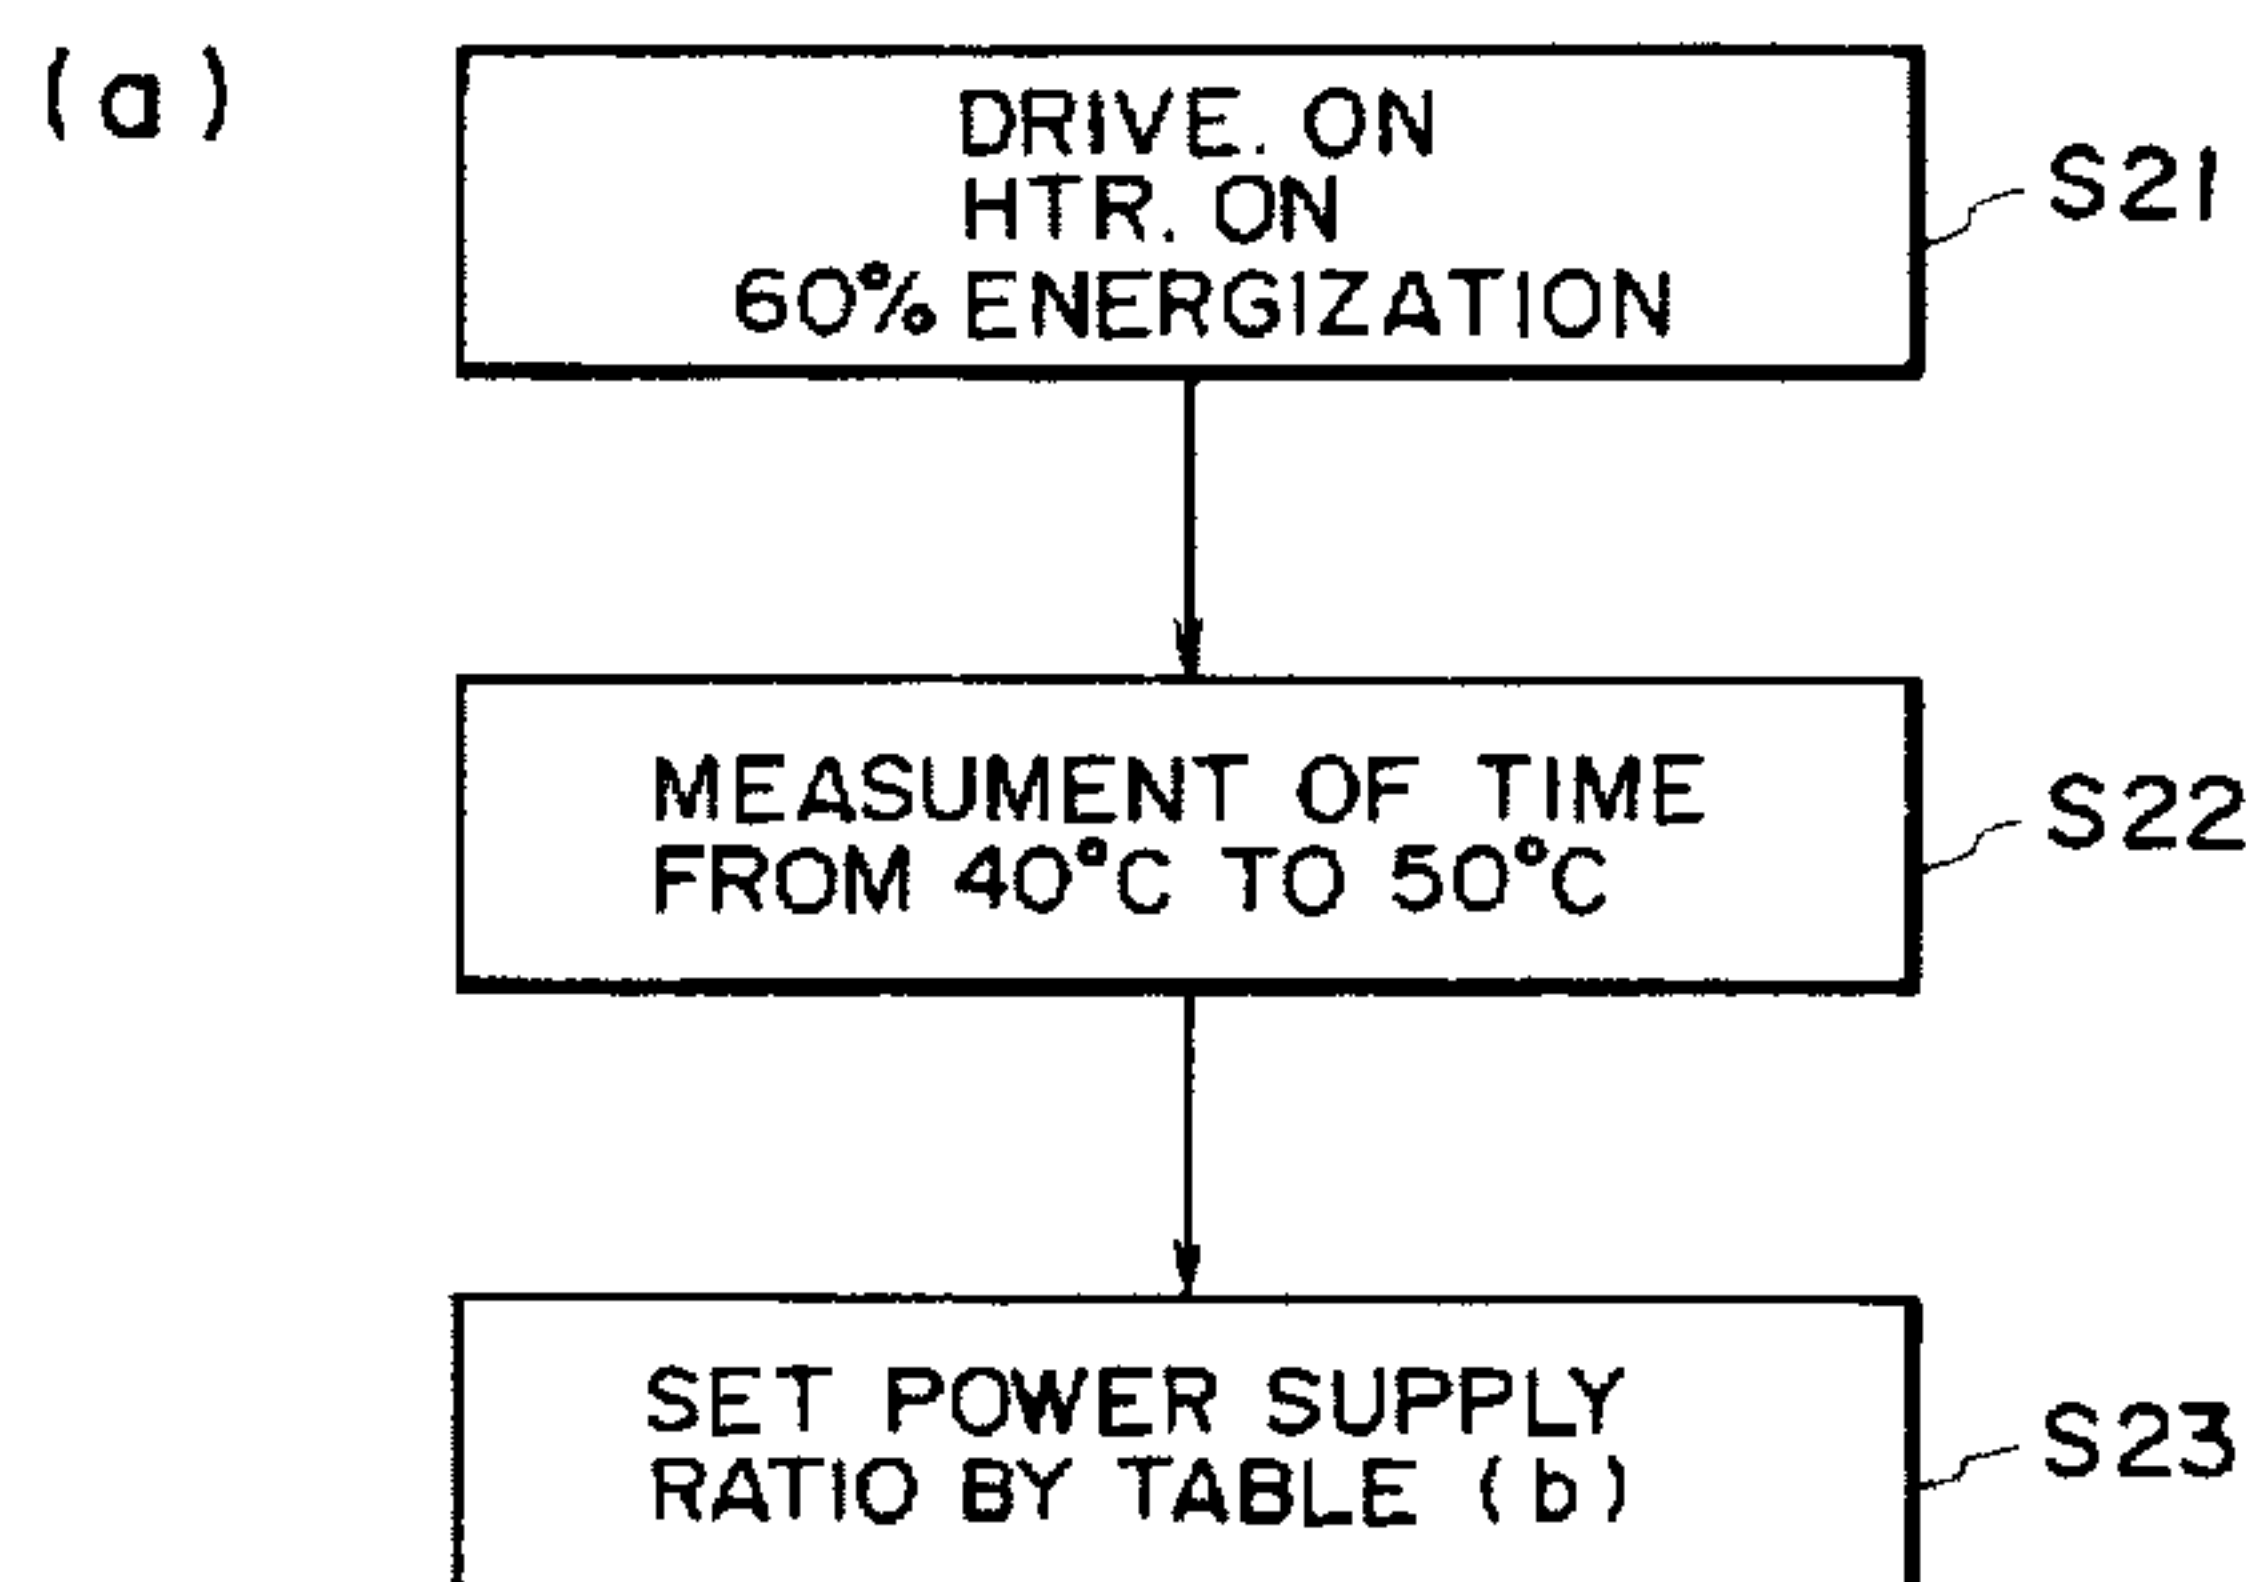 (a)
DRIVE. ON
HTR. ON
60% ENERGIZATION
S21
MEASUMENT OF TIME
FROM 40°C TO 50°C
S22
SET POWER SUPPLY
RATIO BY TABLE (b)
S23